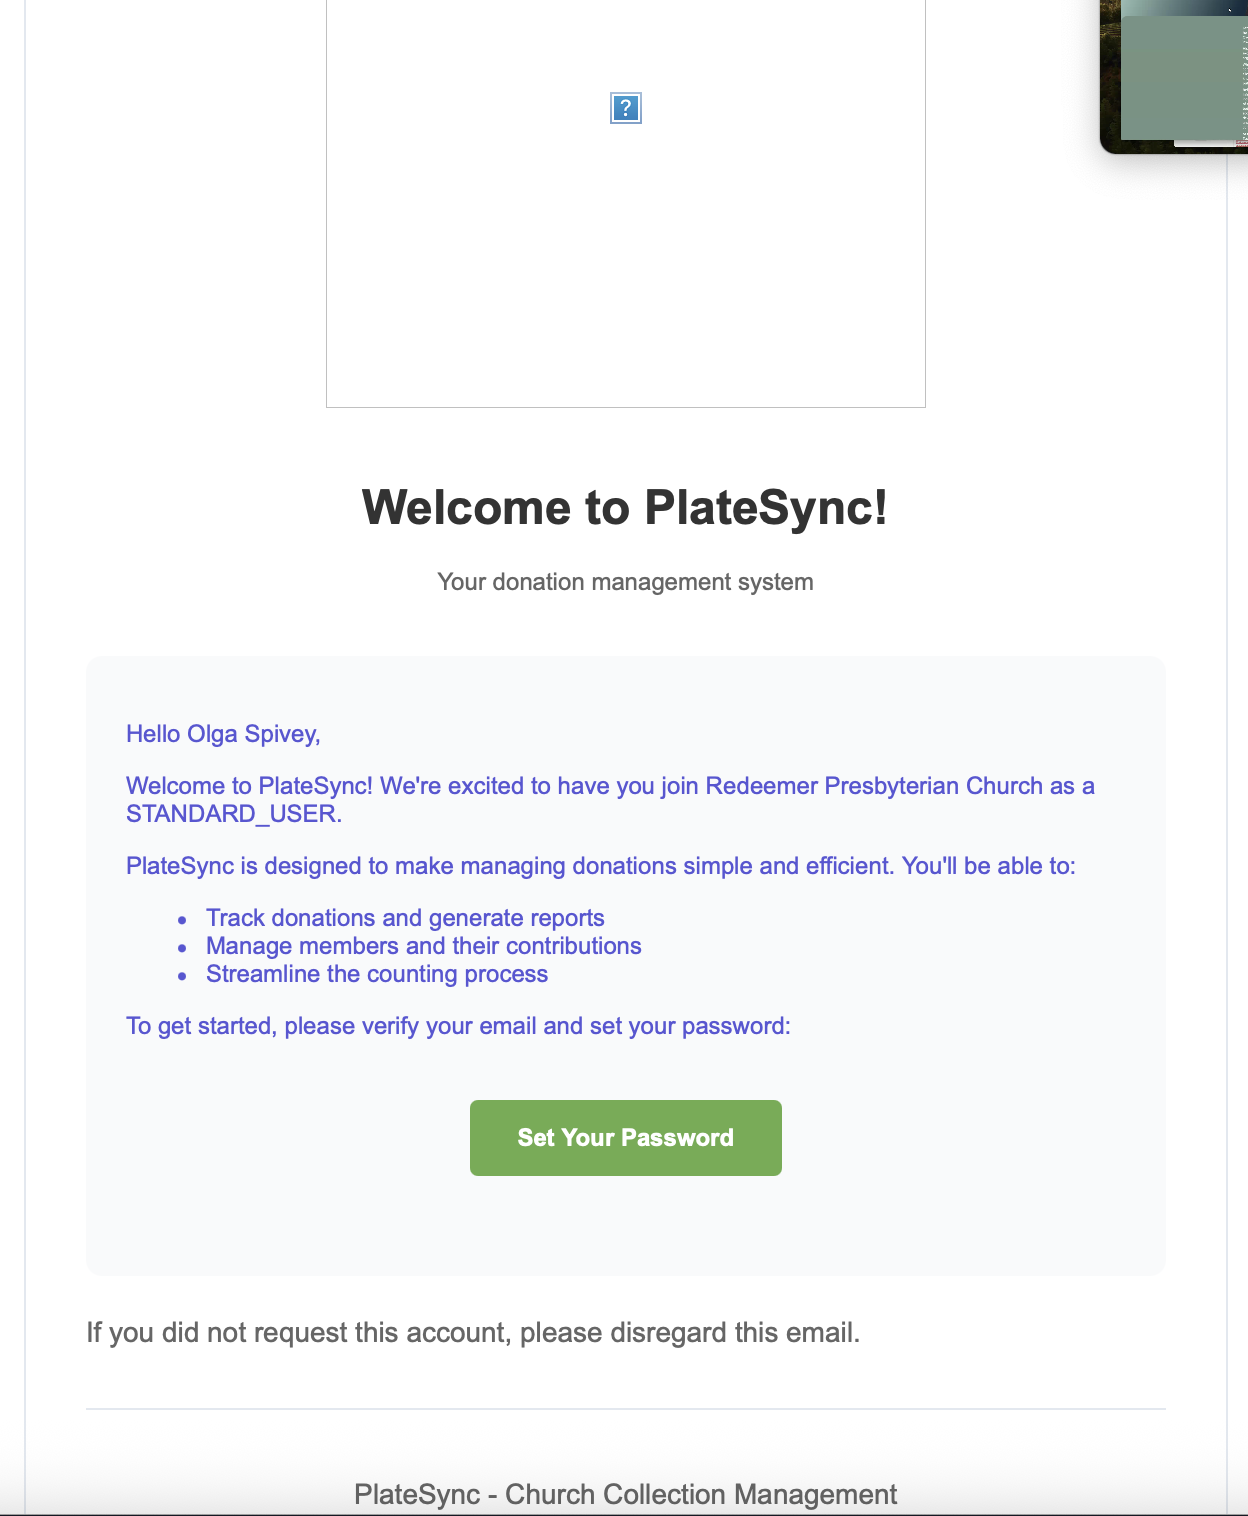 ?
Welcome to PlateSync!
Your donation management system
Hello Olga Spivey,
Welcome to PlateSync! We're excited to have you join Redeemer Presbyterian Church as a
STANDARD_USER.
PlateSync is designed to make managing donations simple and efficient. You'll be able to:
• Track donations and generate reports
• Manage members and their contributions
• Streamline the counting process
To get started, please verify your email and set your password:
Set Your Password
If you did not request this account, please disregard this email.
PlateSync - Church Collection Management